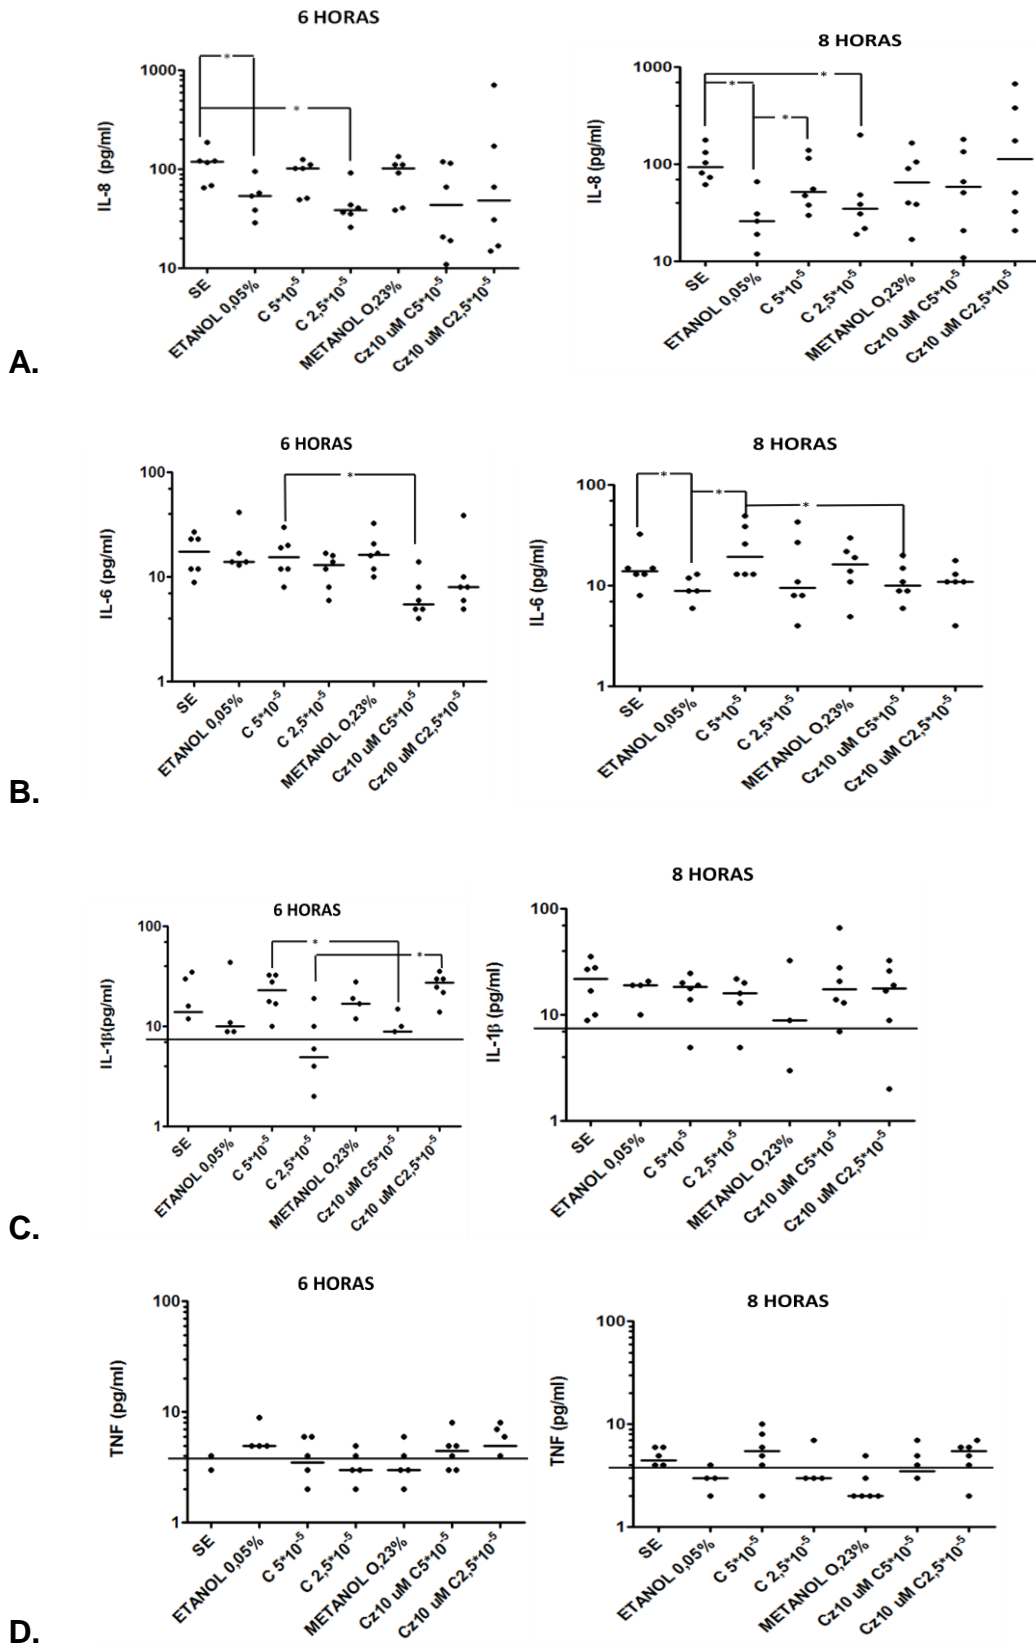 6 HORAS
8 HORAS
IL-8 (pg/ml)
1000
100
10
SE
ETANOL 0,05%
C 5*10-5
C 2,5*10-5
METANOL O,23%
Cz10 uM C5*10-5
Cz10 uM C2,5*10-5
*
*
IL-8 (pg/ml)
1000
100
10
SE
ETANOL 0,05%
C 5*10-5
C 2,5*10-5
METANOL O,23%
Cz10 uM C5*10-5
Cz10 uM C2,5*10-5
*
*
*
A.
6 HORAS
8 HORAS
IL-6 (pg/ml)
100
10
1
SE
ETANOL 0,05%
C 5*10-5
C 2,5*10-5
METANOL O,23%
Cz10 uM C5*10-5
Cz10 uM C2,5*10-5
*
IL-6 (pg/ml)
100
10
1
SE
ETANOL 0,05%
C 5*10-5
C 2,5*10-5
METANOL O,23%
Cz10 uM C5*10-5
Cz10 uM C2,5*10-5
*
*
*
B.
6 HORAS
8 HORAS
IL-1β(pg/ml)
100
10
1
SE
ETANOL 0,05%
C 5*10-5
C 2,5*10-5
METANOL O,23%
Cz10 uM C5*10-5
Cz10 uM C2,5*10-5
*
*
IL-1β (pg/ml)
100
10
1
SE
ETANOL 0,05%
C 5*10-5
C 2,5*10-5
METANOL O,23%
Cz10 uM C5*10-5
Cz10 uM C2,5*10-5
C.
6 HORAS
8 HORAS
TNF (pg/ml)
100
10
1
SE
ETANOL 0,05%
C 5*10-5
C 2,5*10-5
METANOL O,23%
Cz10 uM C5*10-5
Cz10 uM C2,5*10-5
TNF (pg/ml)
100
10
1
SE
ETANOL 0,05%
C 5*10-5
C 2,5*10-5
METANOL O,23%
Cz10 uM C5*10-5
Cz10 uM C2,5*10-5
D.